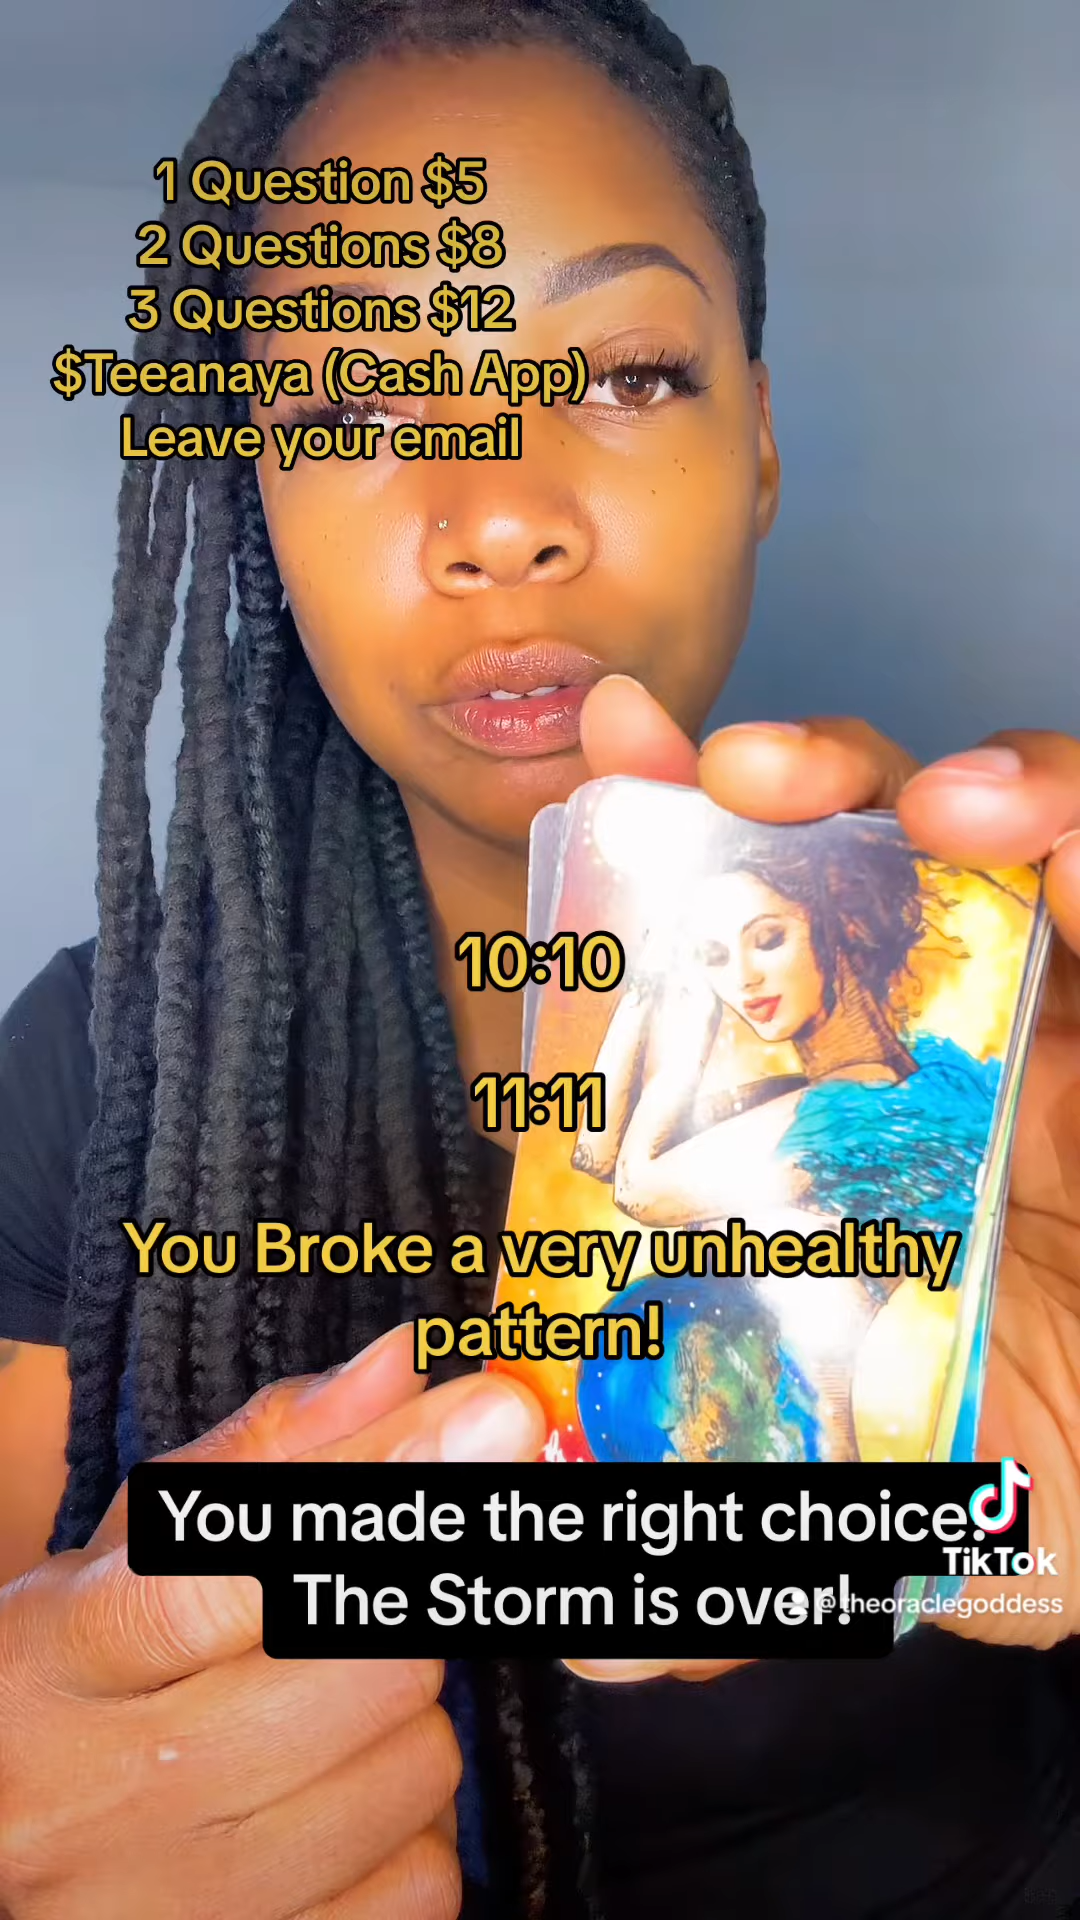 1 Question $5
2 Questions $8
3 Questions $12
$Teeanaya (Cash App)
Leave your email
10:10
11:11
You Broke a very unhealthy
pattern!
You made the right choice.
The Storm is over!
TikTok
@theoraclegoddess